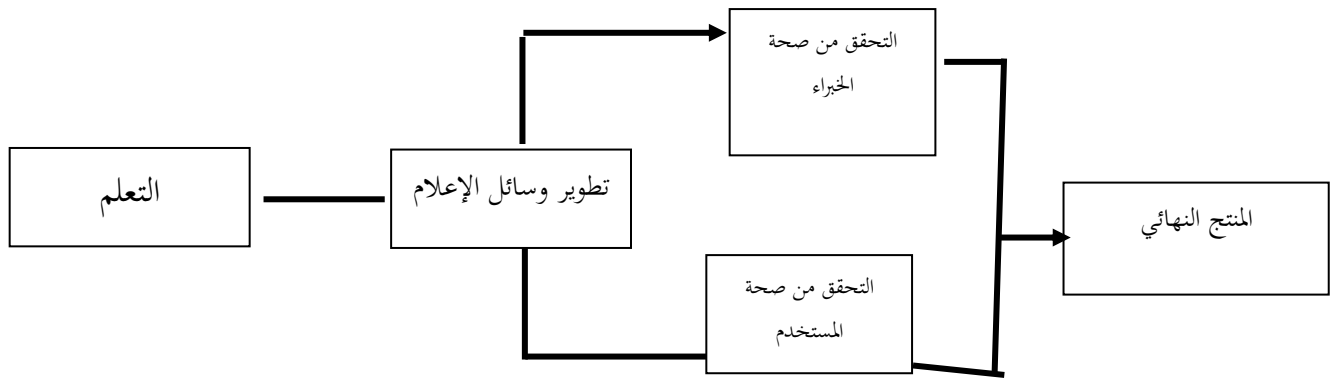 التعلم
تطوير وسائل الإعلام
التحقق من صحة
الخبراء
التحقق من صحة
المستخدم
المنتج النهائي